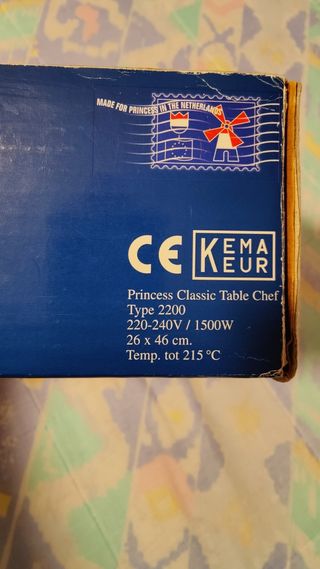 MADE FOR PRINCESS IN THE NETHERLANDS
CE
KEMA
KEUR
Princess Classic Table Chef
Type 2200
220-240V / 1500W
26 x 46 cm.
Temp. tot 215 °C